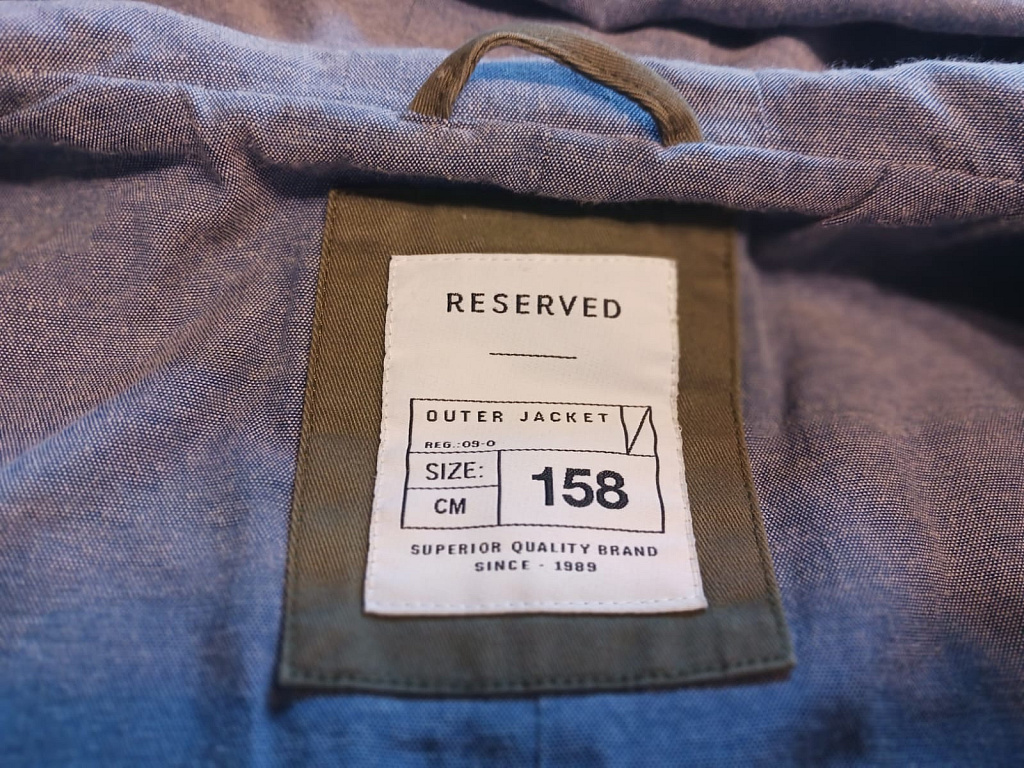 RESERVED
OUTER JACKET
REG.:09-0
SIZE:
158
CM
SUPERIOR QUALITY BRAND
SINCE - 1989